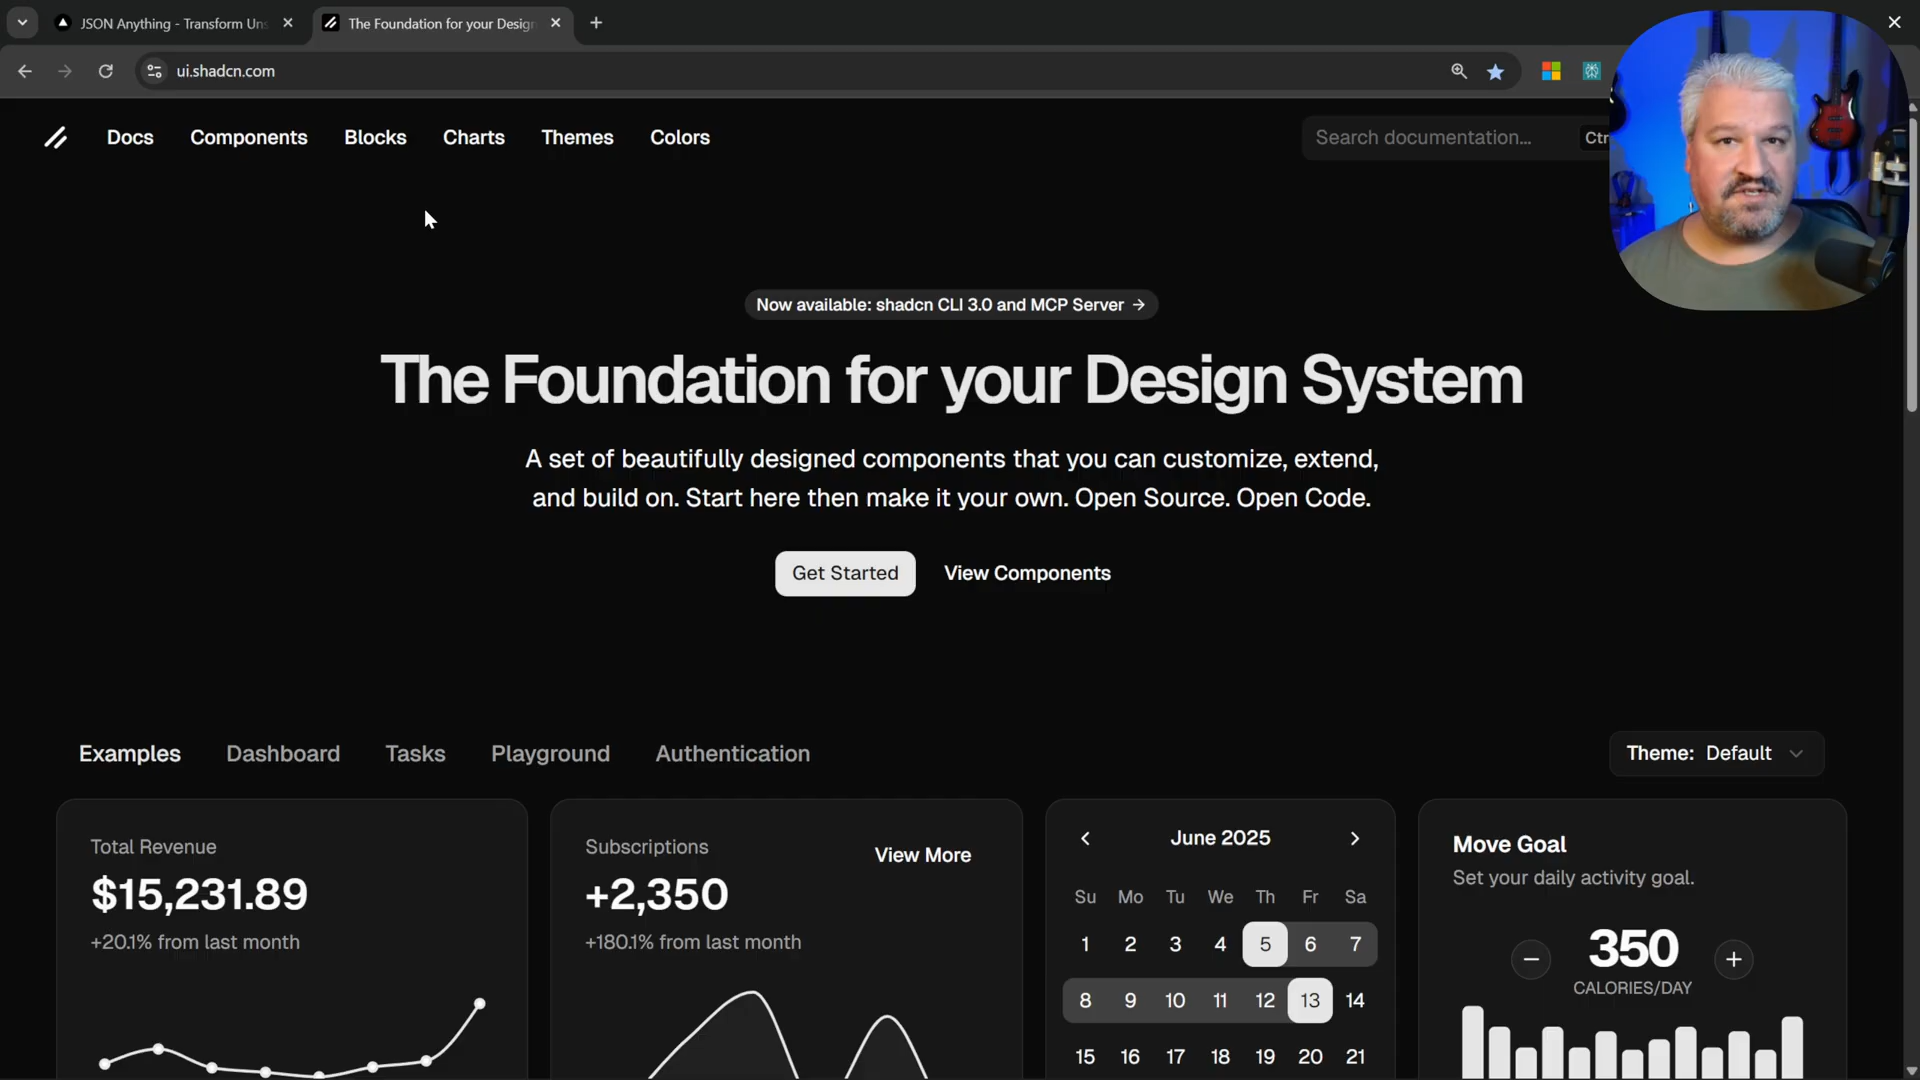 JSON Anything - Transform Uns
The Foundation for your Design
ui.shadcn.com
Docs
Components
Blocks
Charts
Themes
Colors
Search documentation...
Ctr
Now available: shadcn CLI 3.0 and MCP Server →
The Foundation for your Design System
A set of beautifully designed components that you can customize, extend,
and build on. Start here then make it your own. Open Source. Open Code.
Get Started
View Components
Examples
Dashboard
Tasks
Playground
Authentication
Theme: Default
Total Revenue
$15,231.89
+20.1% from last month
Subscriptions
View More
+2,350
+180.1% from last month
June 2025
Su Mo Tu We Th Fr Sa
1 2 3 4 5 6 7
8 9 10 11 12 13 14
15 16 17 18 19 20 21
Move Goal
Set your daily activity goal.
350
CALORIES/DAY